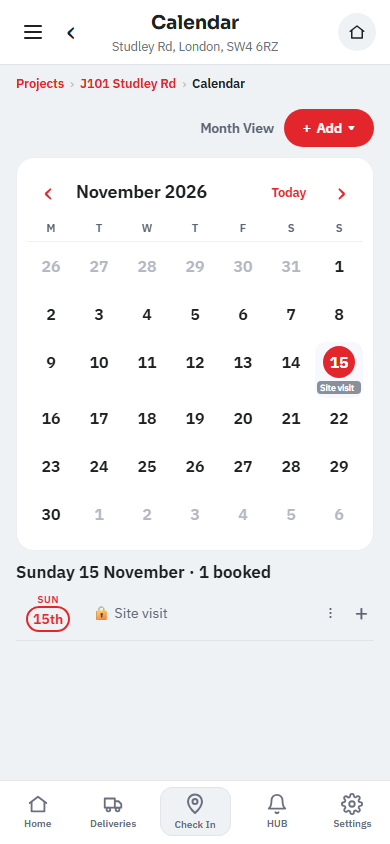 Calendar
Studley Rd, London, SW4 6RZ
Projects › J101 Studley Rd › Calendar
Month View + Add
November 2026 Today
M T W T F S S
26 27 28 29 30 31 1
2 3 4 5 6 7 8
9 10 11 12 13 14 15
Site visit
16 17 18 19 20 21 22
23 24 25 26 27 28 29
30 1 2 3 4 5 6
Sunday 15 November · 1 booked
SUN
15th
Site visit
Home Deliveries Check In HUB Settings